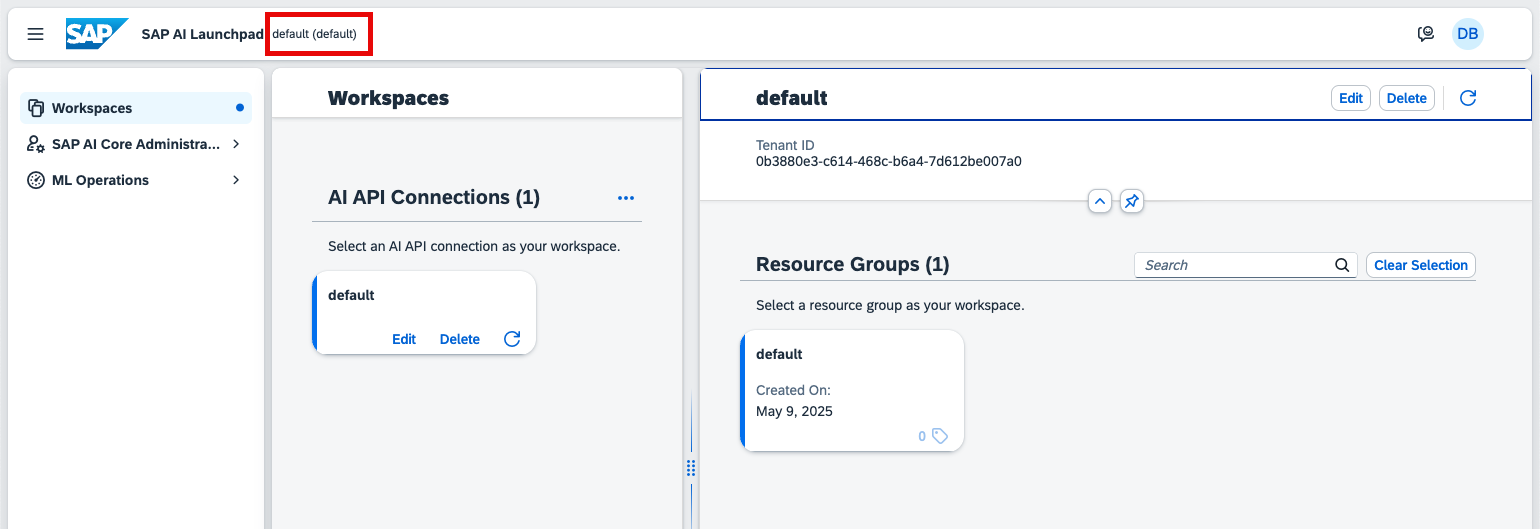 SAP
SAP AI Launchpad default (default)
DB
Workspaces
SAP AI Core Administra...
ML Operations
Workspaces
AI API Connections (1)
Select an AI API connection as your workspace.
default
Edit Delete
default
Edit Delete
Tenant ID
0b3880e3-c614-468c-b6a4-7d612be007a0
Resource Groups (1)
Search
Clear Selection
Select a resource group as your workspace.
default
Created On:
May 9, 2025
0